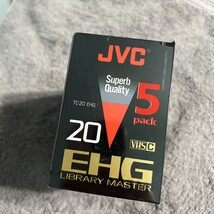 JVC
Superb
Quality
5
pack
TC-20 EHG
20
VHS C
EHG
LIBRARY MASTER